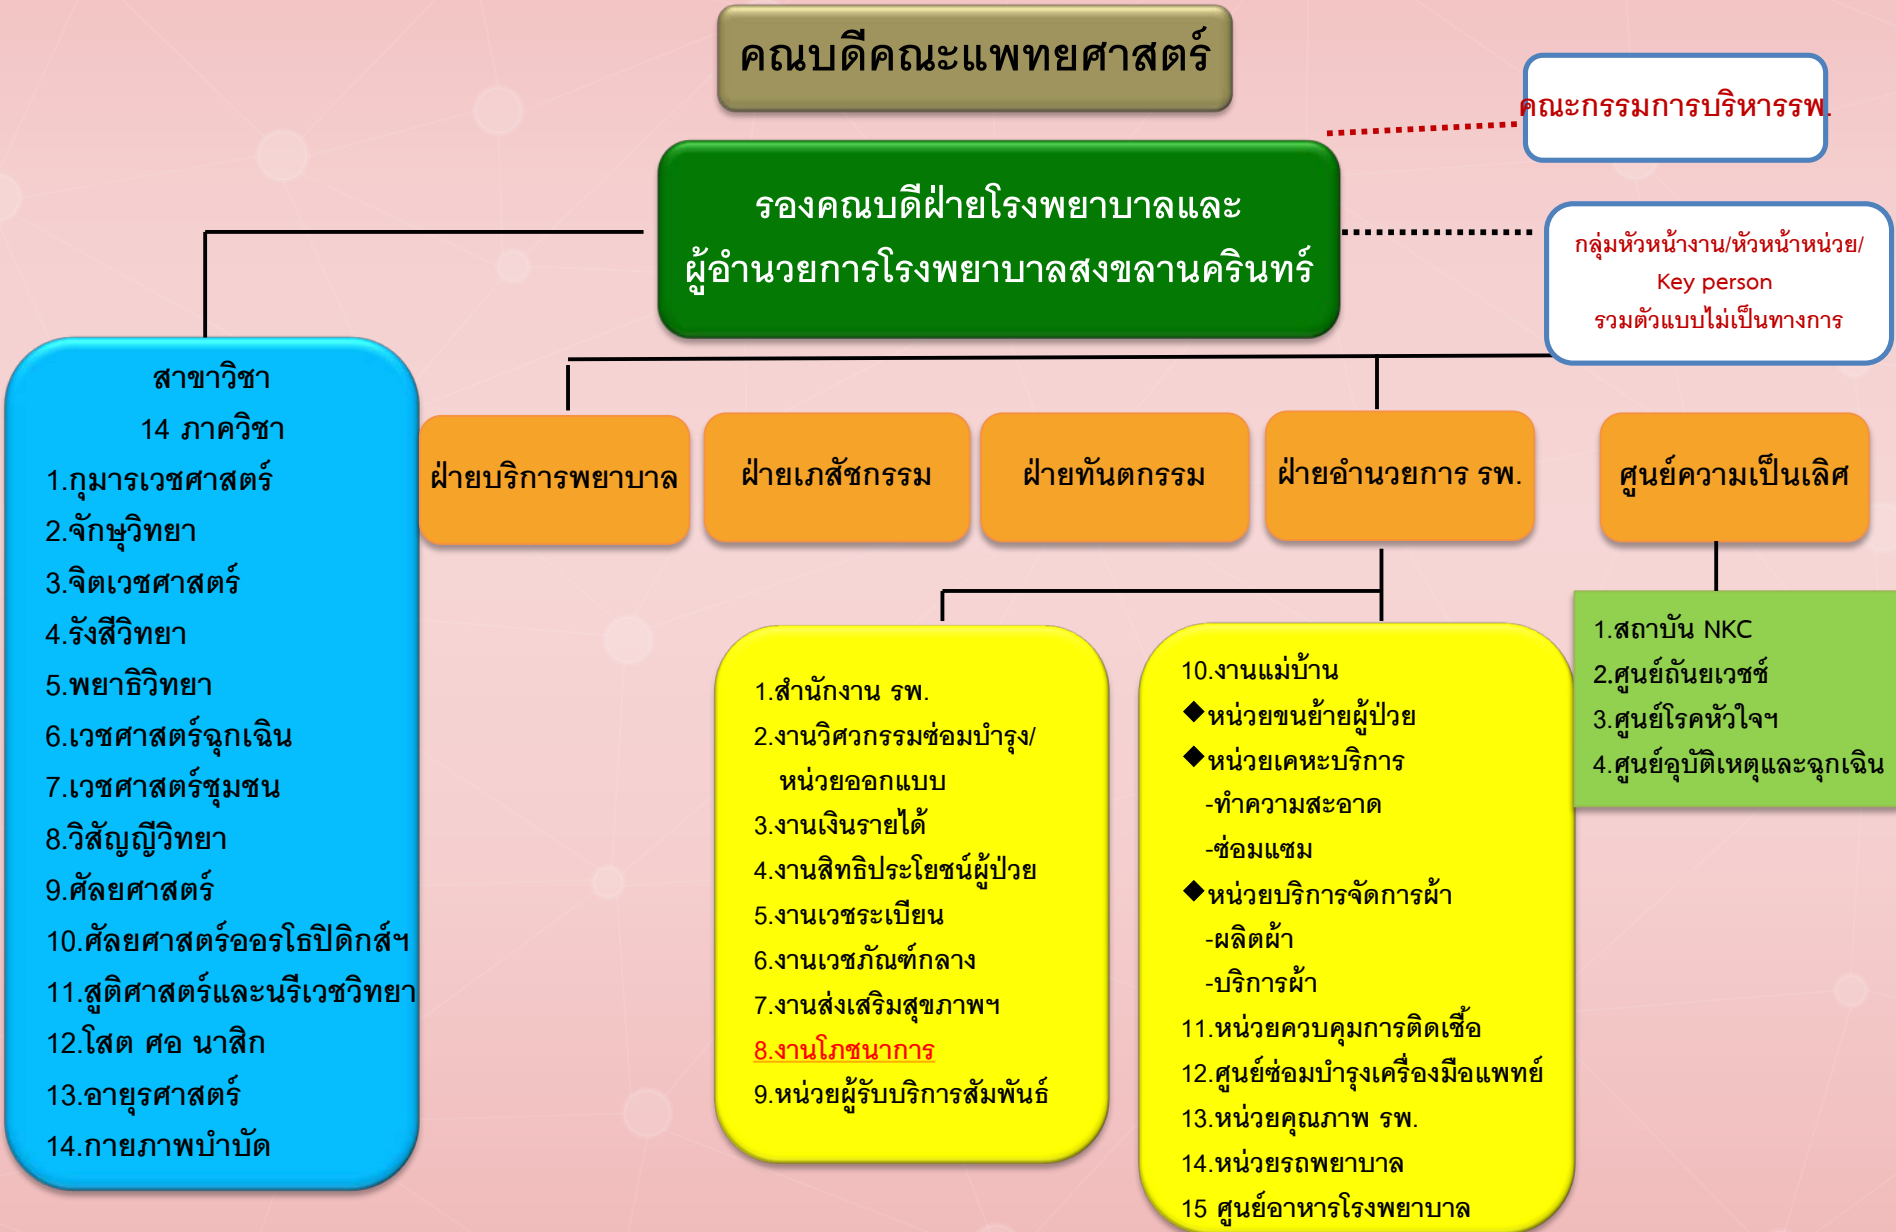 คณบดีคณะแพทยศาสตร์
คณะกรรมการบริหารรพ.
รองคณบดีฝ่ายโรงพยาบาลและ
ผู้อำนวยการโรงพยาบาลสงขลานครินทร์
กลุ่มหัวหน้างาน/หัวหน้าหน่วย/
Key person
รวมตัวแบบไม่เป็นทางการ
สาขาวิชา
14 ภาควิชา
1.กุมารเวชศาสตร์
2.จักษุวิทยา
3.จิตเวชศาสตร์
4.รังสีวิทยา
5.พยาธิวิทยา
6.เวชศาสตร์ฉุกเฉิน
7.เวชศาสตร์ชุมชน
8.วิสัญญีวิทยา
9.ศัลยศาสตร์
10.ศัลยศาสตร์ออร์โธปิดิกส์ฯ
11.สูติศาสตร์และนรีเวชวิทยา
12.โสต ศอ นาสิก
13.อายุรศาสตร์
14.กายภาพบำบัด
ฝ่ายบริการพยาบาล
ฝ่ายเภสัชกรรม
ฝ่ายทันตกรรม
ฝ่ายอำนวยการ รพ.
ศูนย์ความเป็นเลิศ
1.สำนักงาน รพ.
2.งานวิศวกรรมซ่อมบำรุง/
หน่วยออกแบบ
3.งานเงินรายได้
4.งานสิทธิประโยชน์ผู้ป่วย
5.งานเวชระเบียน
6.งานเวชภัณฑ์กลาง
7.งานส่งเสริมสุขภาพฯ
8.งานโภชนาการ
9.หน่วยผู้รับบริการสัมพันธ์
10.งานแม่บ้าน
◆หน่วยขนย้ายผู้ป่วย
◆หน่วยเคหะบริการ
-ทำความสะอาด
-ซ่อมแซม
◆หน่วยบริการจัดการผ้า
-ผลิตผ้า
-บริการผ้า
11.หน่วยควบคุมการติดเชื้อ
12.ศูนย์ซ่อมบำรุงเครื่องมือแพทย์
13.หน่วยคุณภาพ รพ.
14.หน่วยรถพยาบาล
15 ศูนย์อาหารโรงพยาบาล
1.สถาบัน NKC
2.ศูนย์ถันยเวชช์
3.ศูนย์โรคหัวใจฯ
4.ศูนย์อุบัติเหตุและฉุกเฉิน